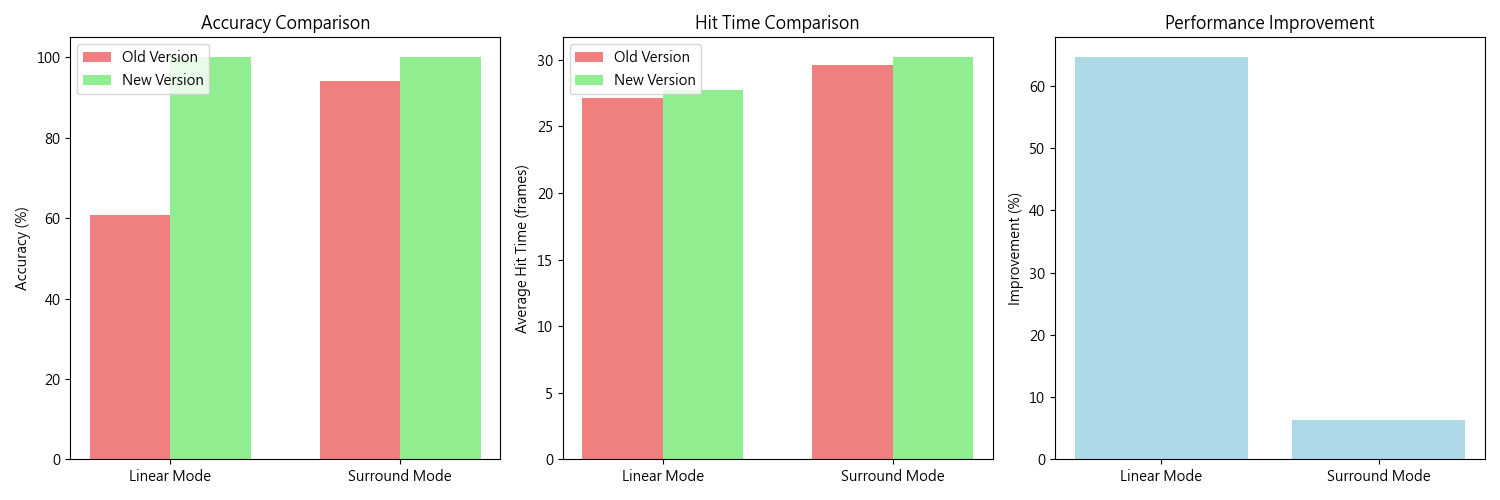 Accuracy Comparison
Old Version
New Version
Accuracy (%)
100
80
60
40
20
0
Linear Mode
Surround Mode
Hit Time Comparison
Old Version
New Version
Average Hit Time (frames)
30
25
20
15
10
5
0
Linear Mode
Surround Mode
Performance Improvement
Improvement (%)
60
50
40
30
20
10
0
Linear Mode
Surround Mode